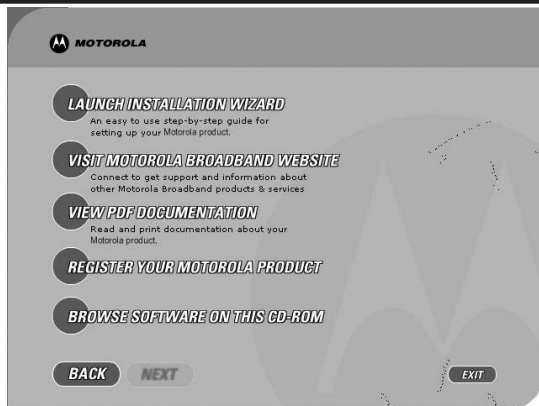 MOTOROLA
LAUNCH INSTALLATION WIZARD
An easy to use step-by-step guide for
setting up your Motorola product.
VISIT MOTOROLA BROADBAND WEBSITE
Connect to get support and information about
other Motorola Broadband products & services
VIEW PDF DOCUMENTATION
Read and print documentation about your
Motorola product.
REGISTER YOUR MOTOROLA PRODUCT
BROWSE SOFTWARE ON THIS CD-ROM
BACK NEXT EXIT